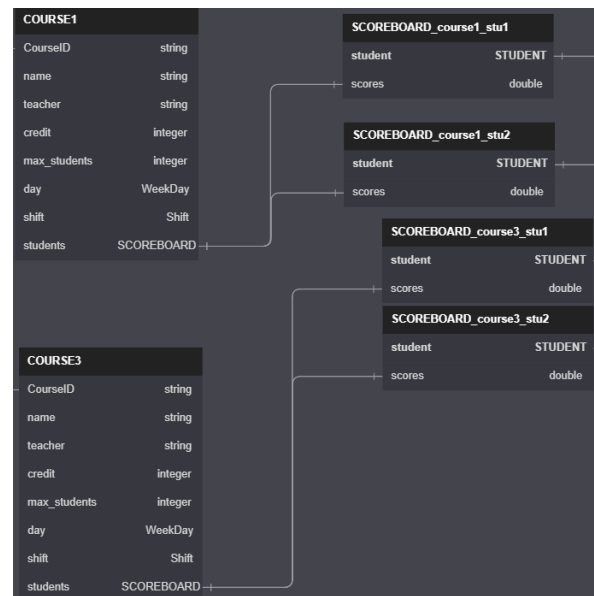 COURSE1
CourseID string
name string
teacher string
credit integer
max_students integer
day WeekDay
shift Shift
students SCOREBOARD
SCOREBOARD_course1_stu1
student STUDENT
scores double
SCOREBOARD_course1_stu2
student STUDENT
scores double
SCOREBOARD_course3_stu1
student STUDENT
scores double
SCOREBOARD_course3_stu2
student STUDENT
scores double
COURSE3
CourseID string
name string
teacher string
credit integer
max_students integer
day WeekDay
shift Shift
students SCOREBOARD